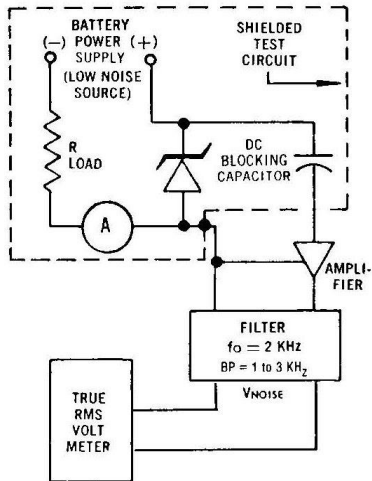 BATTERY
(-) POWER (+)
SUPPLY
(LOW NOISE
SOURCE)
SHIELDED
TEST
CIRCUIT
R
LOAD
DC
BLOCKING
CAPACITOR
A
AMPLI-
FIER
FILTER
fo = 2 KHz
BP = 1 to 3 KHz
VNOISE
TRUE
RMS
VOLT
METER